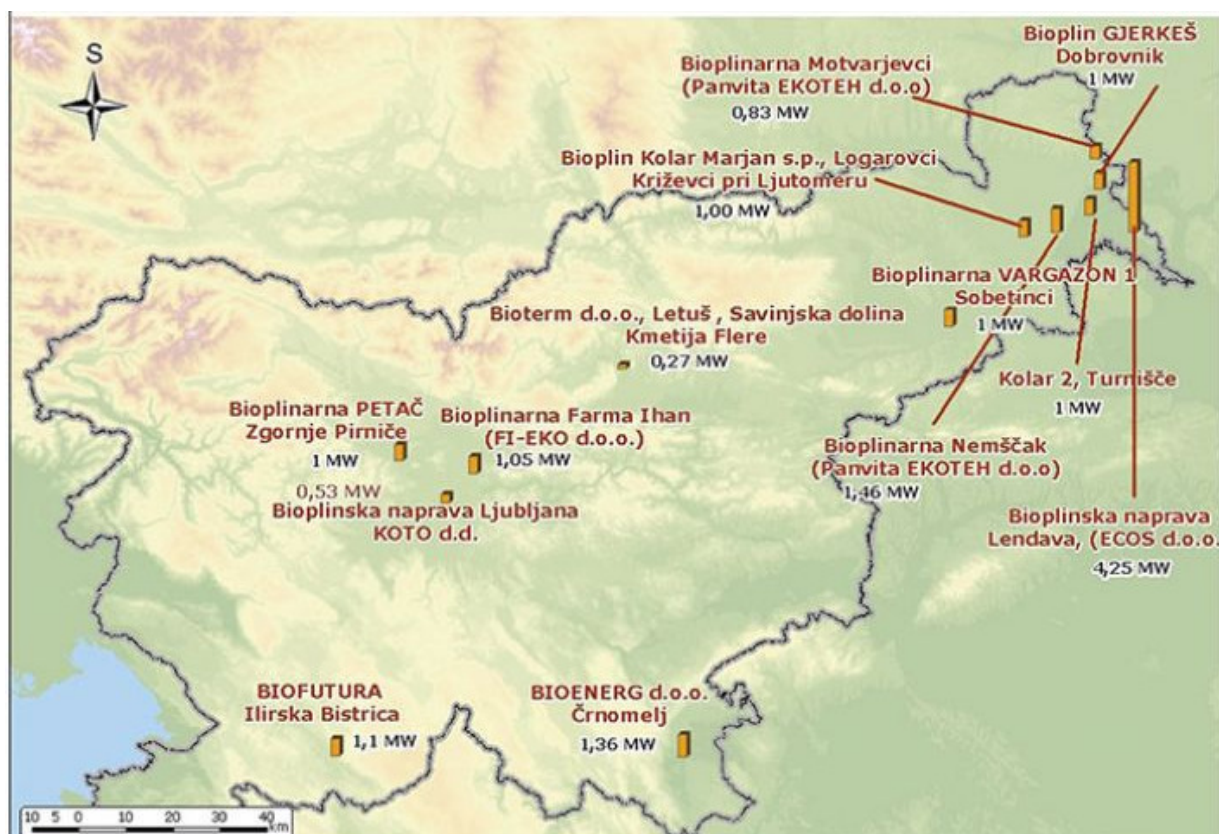 S
Bioplin GJERKEŠ
Dobrovnik
1 MW
Bioplinarna Motvarjevci
(Panvita EKOTEH d.o.o)
0,83 MW
Bioplin Kolar Marjan s.p., Logarovci
Križevci pri Ljutomeru
1,00 MW
Bioplinarna VARGAZON 1
Sobetinci
1 MW
Bioterm d.o.o., Letuš , Savinjska dolina
Kmetija Flere
0,27 MW
Kolar 2, Turnišče
1 MW
Bioplinarna PETAČ
Zgornje Pirniče
1 MW
Bioplinarna Farma Ihan
(FI-EKO d.o.o.)
1,05 MW
Bioplinarna Nemščak
(Panvita EKOTEH d.o.o)
1,46 MW
0,53 MW
Bioplinska naprava Ljubljana
KOTO d.d.
Bioplinska naprava
Lendava, (ECOS d.o.o.
4,25 MW
BIOFUTURA
Ilirska Bistrica
1,1 MW
BIOENERG d.o.o.
Črnomelj
1,36 MW
10 5 0 10 20 30 40
km